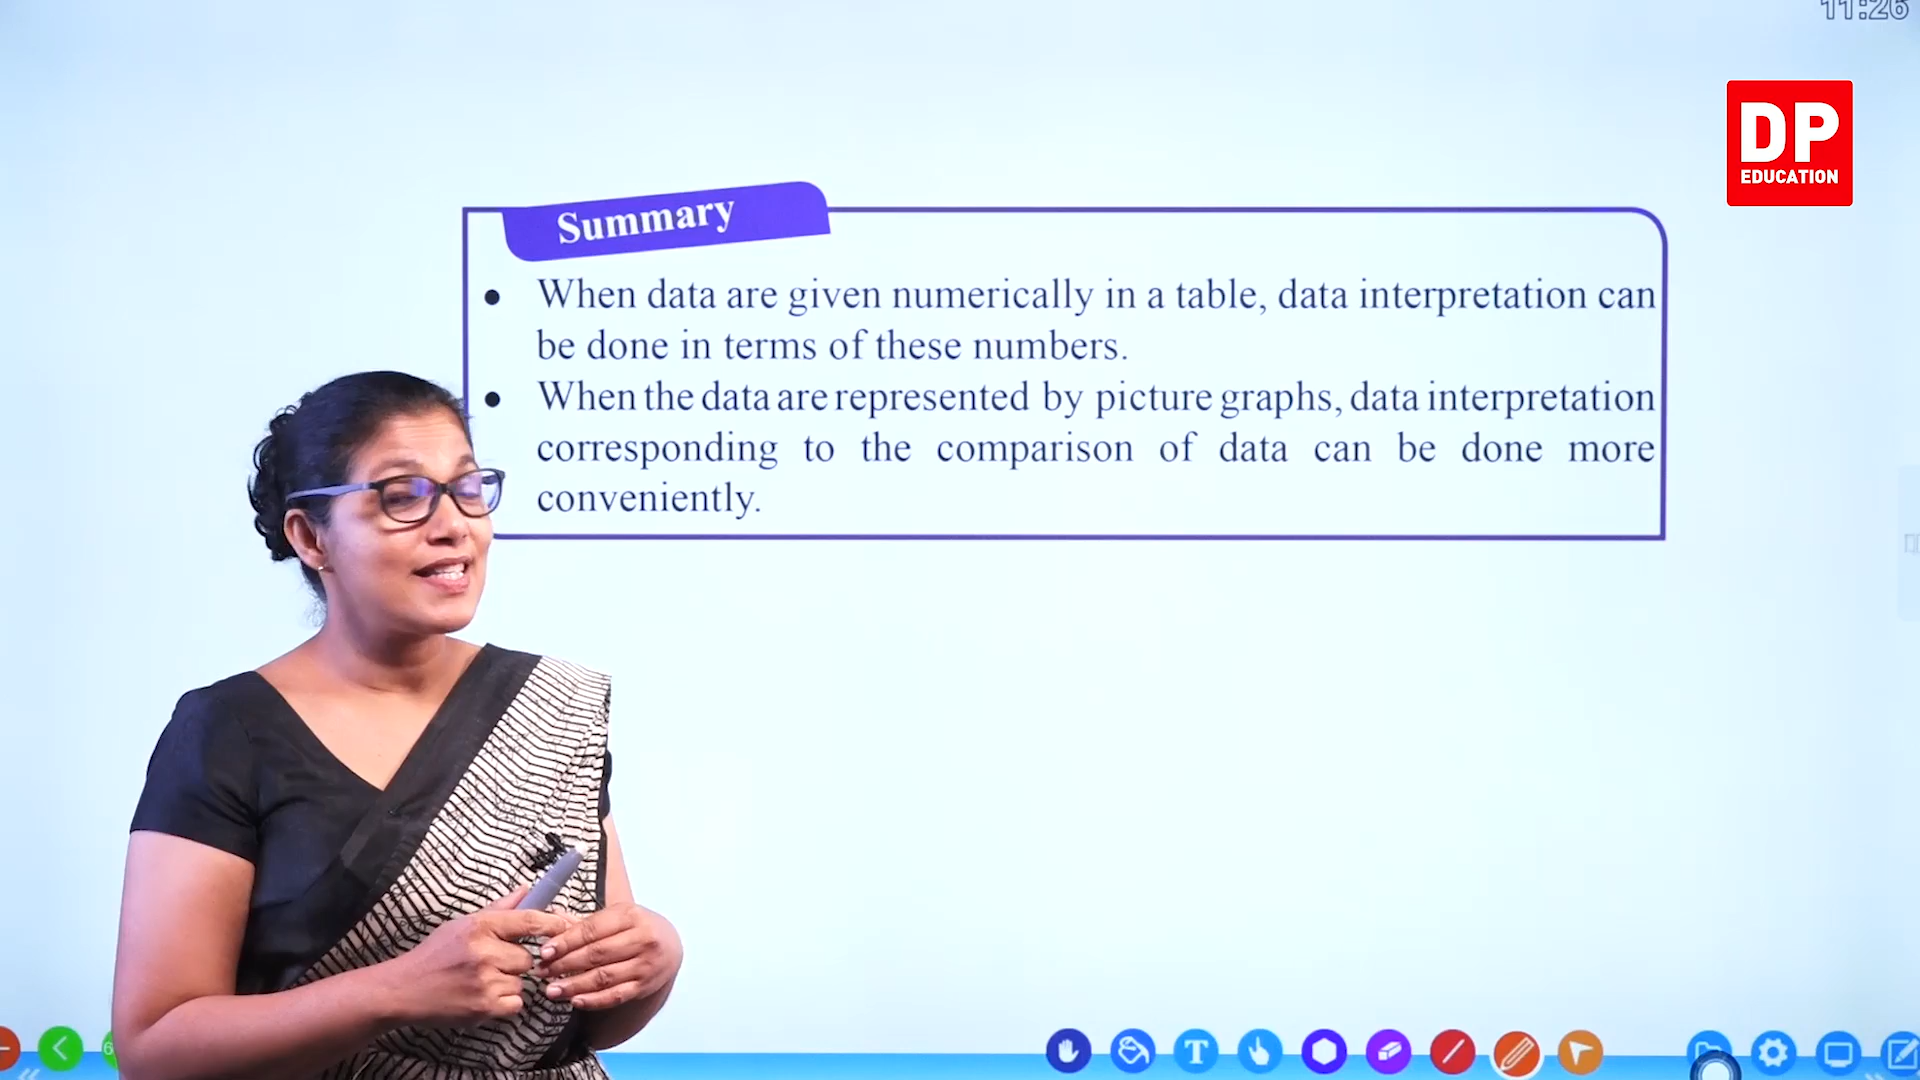 11:26
DP
EDUCATION
Summary
• When data are given numerically in a table, data interpretation can
be done in terms of these numbers.
• When the data are represented by picture graphs, data interpretation
corresponding to the comparison of data can be done more
conveniently.
6
T